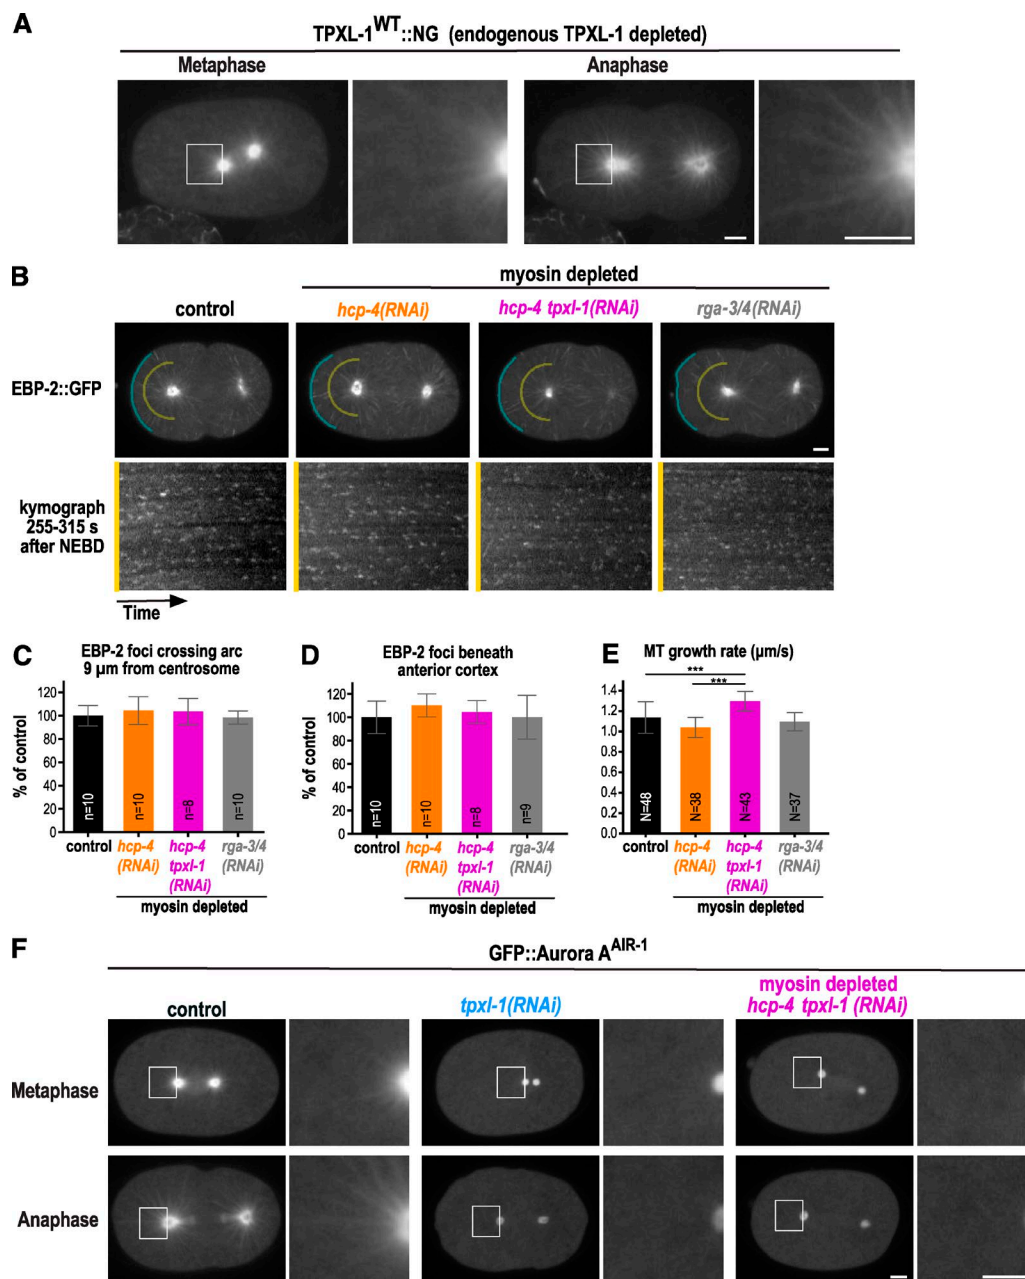 A
TPXL-1WT::NG (endogenous TPXL-1 depleted)
Metaphase
Anaphase
B
myosin depleted
control
hcp-4(RNAi)
hcp-4 tpxl-1(RNAi)
rga-3/4(RNAi)
EBP-2::GFP
kymograph
255-315 s
after NEBD
Time
C
EBP-2 foci crossing arc
9 µm from centrosome
% of control
120
100
80
60
40
20
0
n=10
n=10
n=8
n=10
control
hcp-4
(RNAi)
hcp-4
tpxl-1
(RNAi)
rga-3/4
(RNAi)
myosin depleted
D
EBP-2 foci beneath
anterior cortex
% of control
120
100
80
60
40
20
0
n=10
n=10
n=8
n=9
control
hcp-4
(RNAi)
hcp-4
tpxl-1
(RNAi)
rga-3/4
(RNAi)
myosin depleted
E
MT growth rate (µm/s)
***
***
1.4
1.2
1.0
0.8
0.6
0.4
0.2
0.0
N=48
N=38
N=43
N=37
control
hcp-4
(RNAi)
hcp-4
tpxl-1
(RNAi)
rga-3/4
(RNAi)
myosin depleted
F
GFP::Aurora AAIR-1
control
tpxl-1(RNAi)
myosin depleted
hcp-4 tpxl-1 (RNAi)
Metaphase
Anaphase